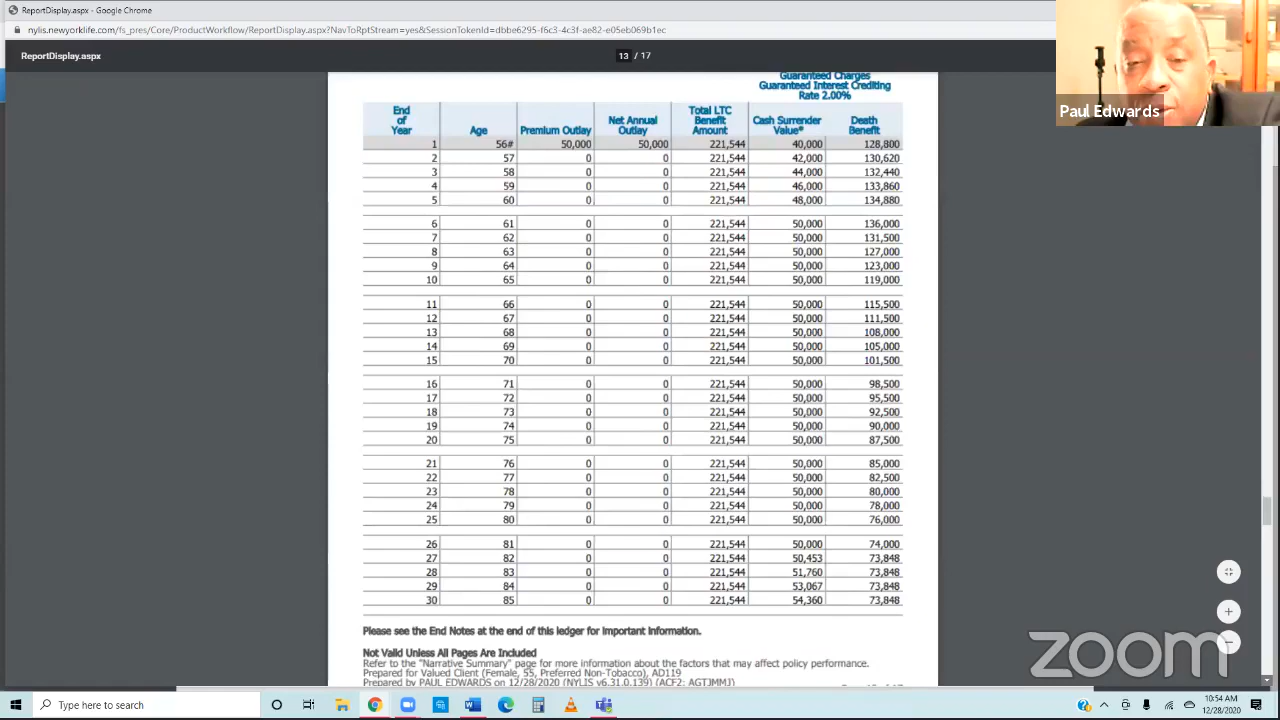 ReportDisplay.aspx - Google Chrome
nylis.newyorklife.com/fs_pres/Core/ProductWorkflow/ReportDisplay.aspx?NavToRptStream=yes&SessionTokenId=dbbe6295-f6c3-4c3f-ae82-e05eb069b1ec
ReportDisplay.aspx
13 / 17
Paul Edwards
Guaranteed Charges
Guaranteed Interest Crediting
Rate 2.00%
End of Year Age Premium Outlay Net Annual Outlay Total LTC Benefit Amount Cash Surrender Value* Death Benefit
1 56# 50,000 50,000 221,544 40,000 128,800
2 57 0 0 221,544 42,000 130,620
3 58 0 0 221,544 44,000 132,440
4 59 0 0 221,544 46,000 133,860
5 60 0 0 221,544 48,000 134,880
6 61 0 0 221,544 50,000 136,000
7 62 0 0 221,544 50,000 131,500
8 63 0 0 221,544 50,000 127,000
9 64 0 0 221,544 50,000 123,000
10 65 0 0 221,544 50,000 119,000
11 66 0 0 221,544 50,000 115,500
12 67 0 0 221,544 50,000 111,500
13 68 0 0 221,544 50,000 108,000
14 69 0 0 221,544 50,000 105,000
15 70 0 0 221,544 50,000 101,500
16 71 0 0 221,544 50,000 98,500
17 72 0 0 221,544 50,000 95,500
18 73 0 0 221,544 50,000 92,500
19 74 0 0 221,544 50,000 90,000
20 75 0 0 221,544 50,000 87,500
21 76 0 0 221,544 50,000 85,000
22 77 0 0 221,544 50,000 82,500
23 78 0 0 221,544 50,000 80,000
24 79 0 0 221,544 50,000 78,000
25 80 0 0 221,544 50,000 76,000
26 81 0 0 221,544 50,000 74,000
27 82 0 0 221,544 50,453 73,848
28 83 0 0 221,544 51,760 73,848
29 84 0 0 221,544 53,067 73,848
30 85 0 0 221,544 54,360 73,848
Please see the End Notes at the end of this ledger for Important Information.
Not Valid Unless All Pages Are Included
Refer to the "Narrative Summary" page for more information about the factors that may affect policy performance.
Prepared for Valued Client (Female, 55, Preferred Non-Tobacco), AD119
Prepared by PAUL EDWARDS on 12/28/2020 (NYLIS v6.31.0.139) (ACF2: AGTJMMJ)
zoom
Type here to search
10:54 AM
12/28/2020